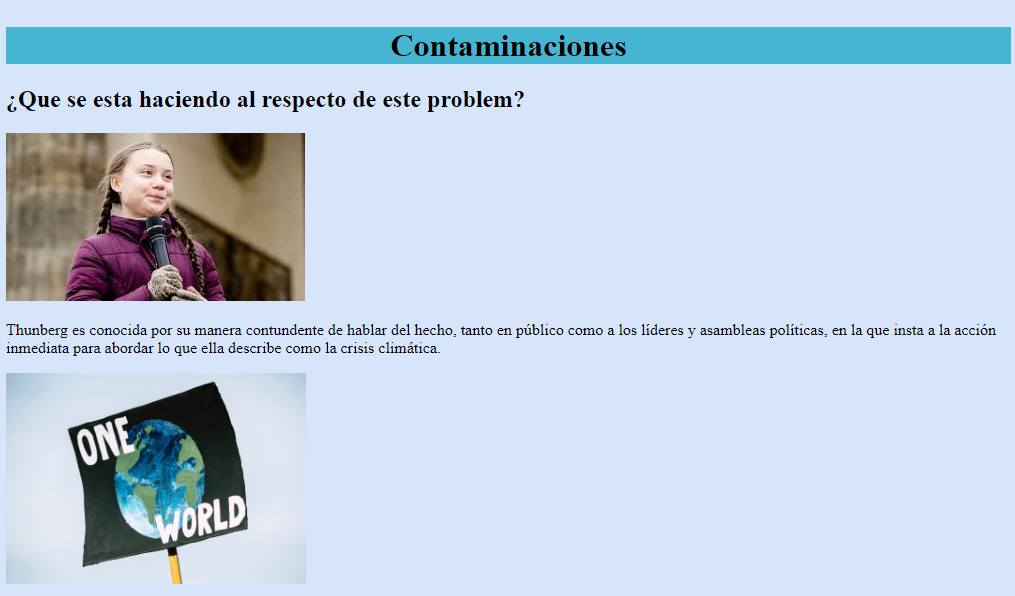 Contaminaciones
¿Que se esta haciendo al respecto de este problem?
Thunberg es conocida por su manera contundente de hablar del hecho, tanto en público como a los líderes y asambleas políticas, en la que insta a la acción
inmediata para abordar lo que ella describe como la crisis climática.
ONE
WORLD